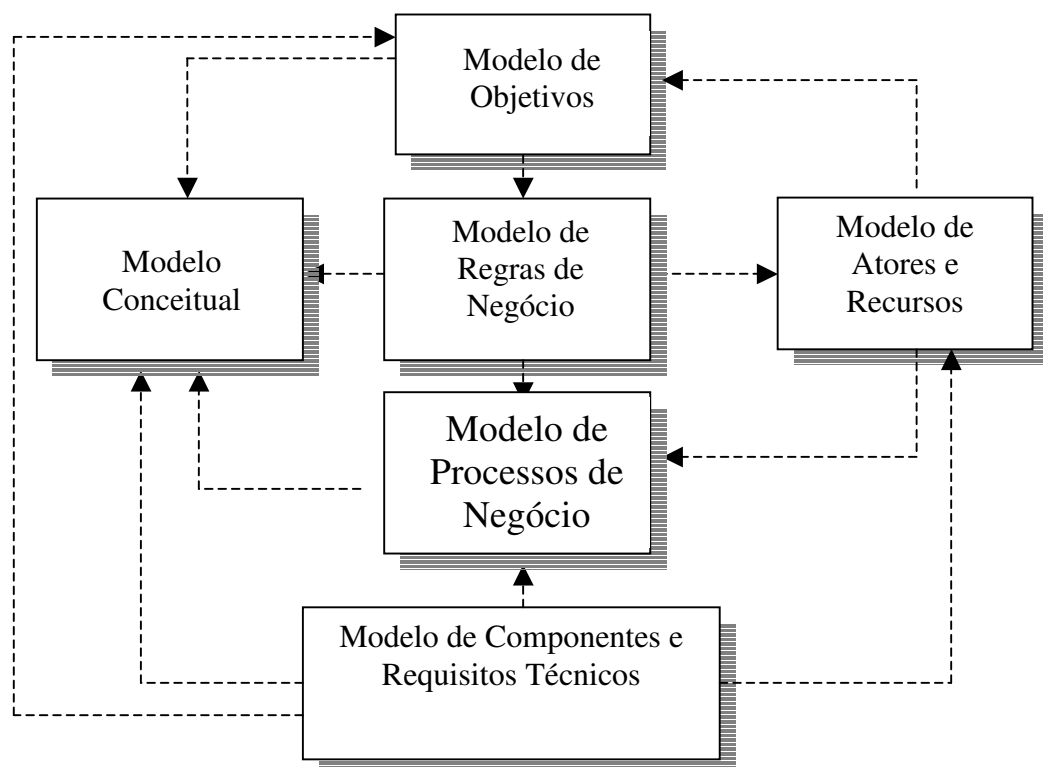 Modelo de
Objetivos
Modelo
Conceitual
Modelo de
Regras de
Negócio
Modelo de
Atores e
Recursos
Modelo de
Processos de
Negócio
Modelo de Componentes e
Requisitos Técnicos